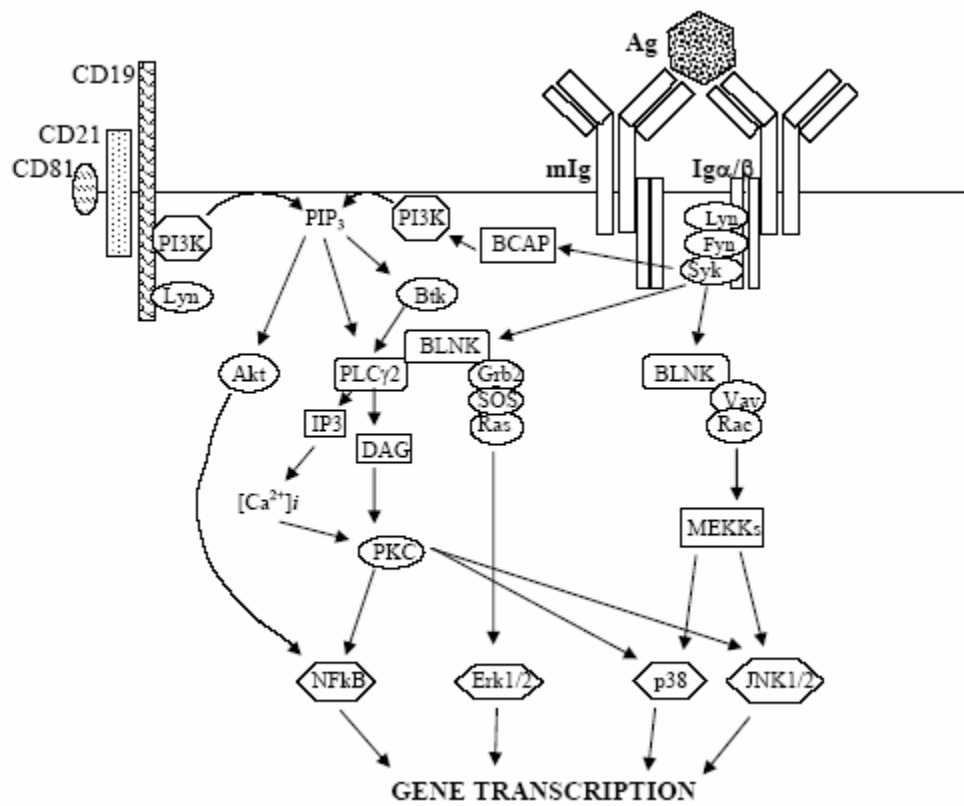 Ag
CD19
CD21
CD81
mIg
Igα/β
PI3K
PIP₃
PI3K
BCAP
Lyn
Fyn
Syk
Lyn
Btk
BLNK
Akt
PLCγ2
Grb2
SOS
Ras
BLNK
Vav
Rac
IP3
DAG
[Ca²⁺]i
PKC
MEKKs
NFkB
Erk1/2
p38
JNK1/2
GENE TRANSCRIPTION